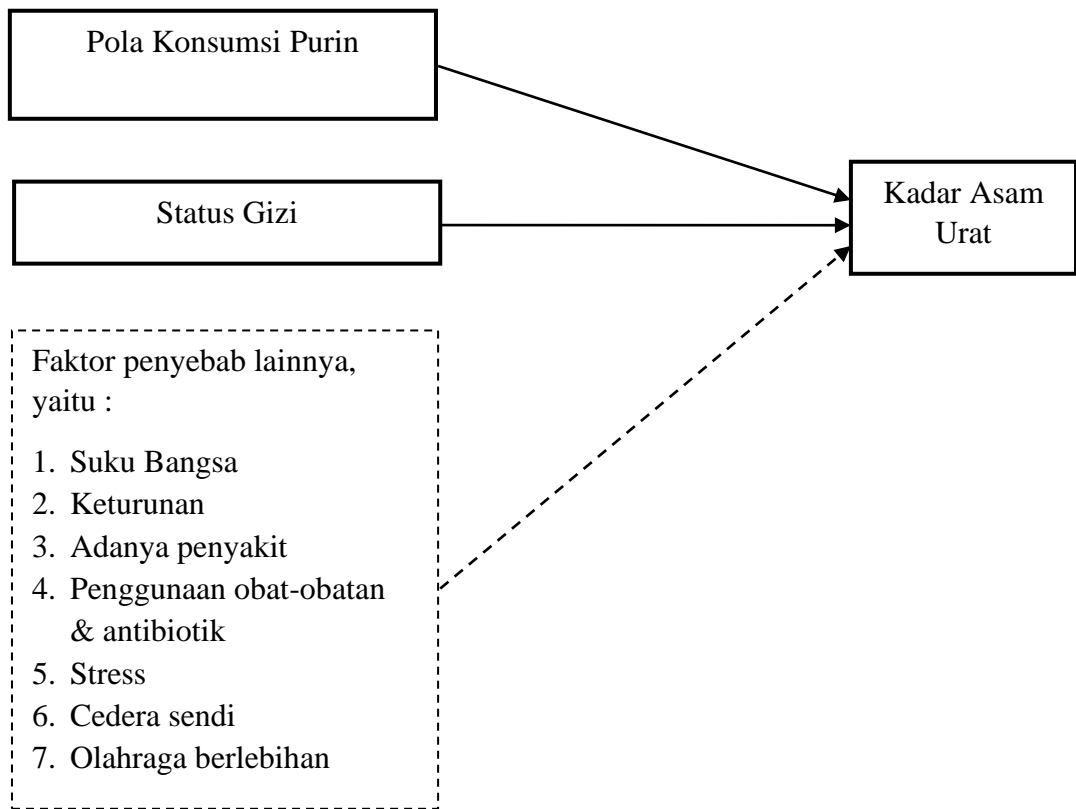 Pola Konsumsi Purin
Status Gizi
Kadar Asam
Urat
Faktor penyebab lainnya,
yaitu :
1. Suku Bangsa
2. Keturunan
3. Adanya penyakit
4. Penggunaan obat-obatan
& antibiotik
5. Stress
6. Cedera sendi
7. Olahraga berlebihan